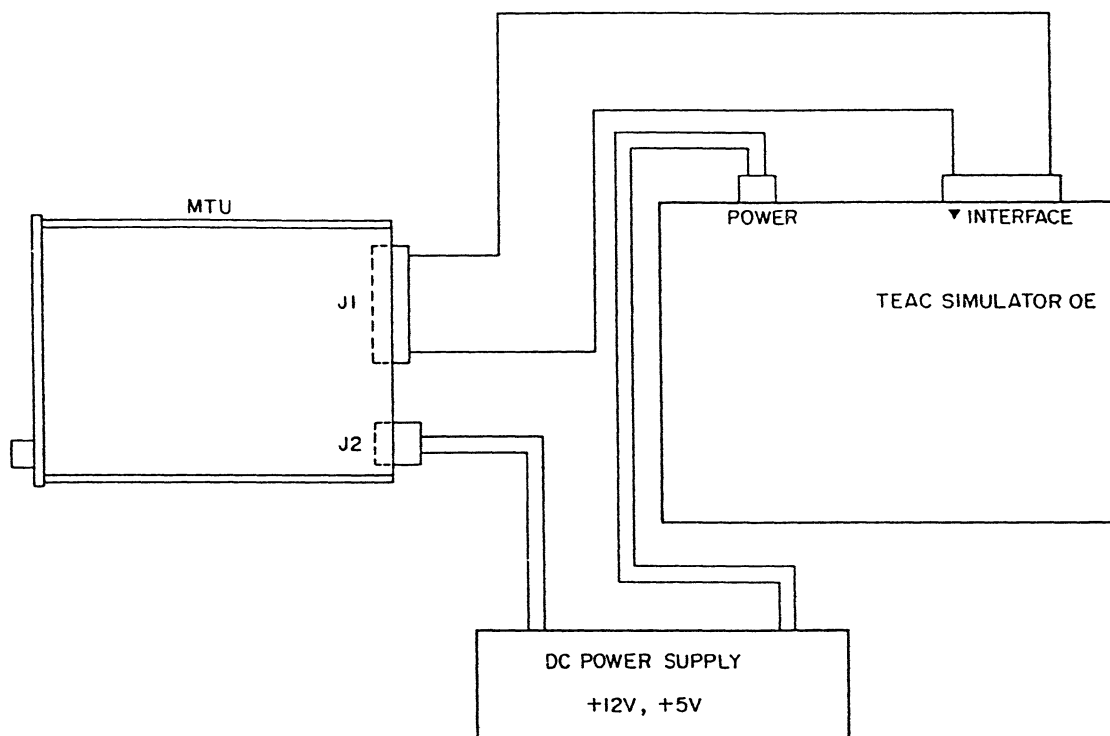 MTU
J1
J2
POWER
▼ INTERFACE
TEAC SIMULATOR OE
DC POWER SUPPLY
+12V, +5V